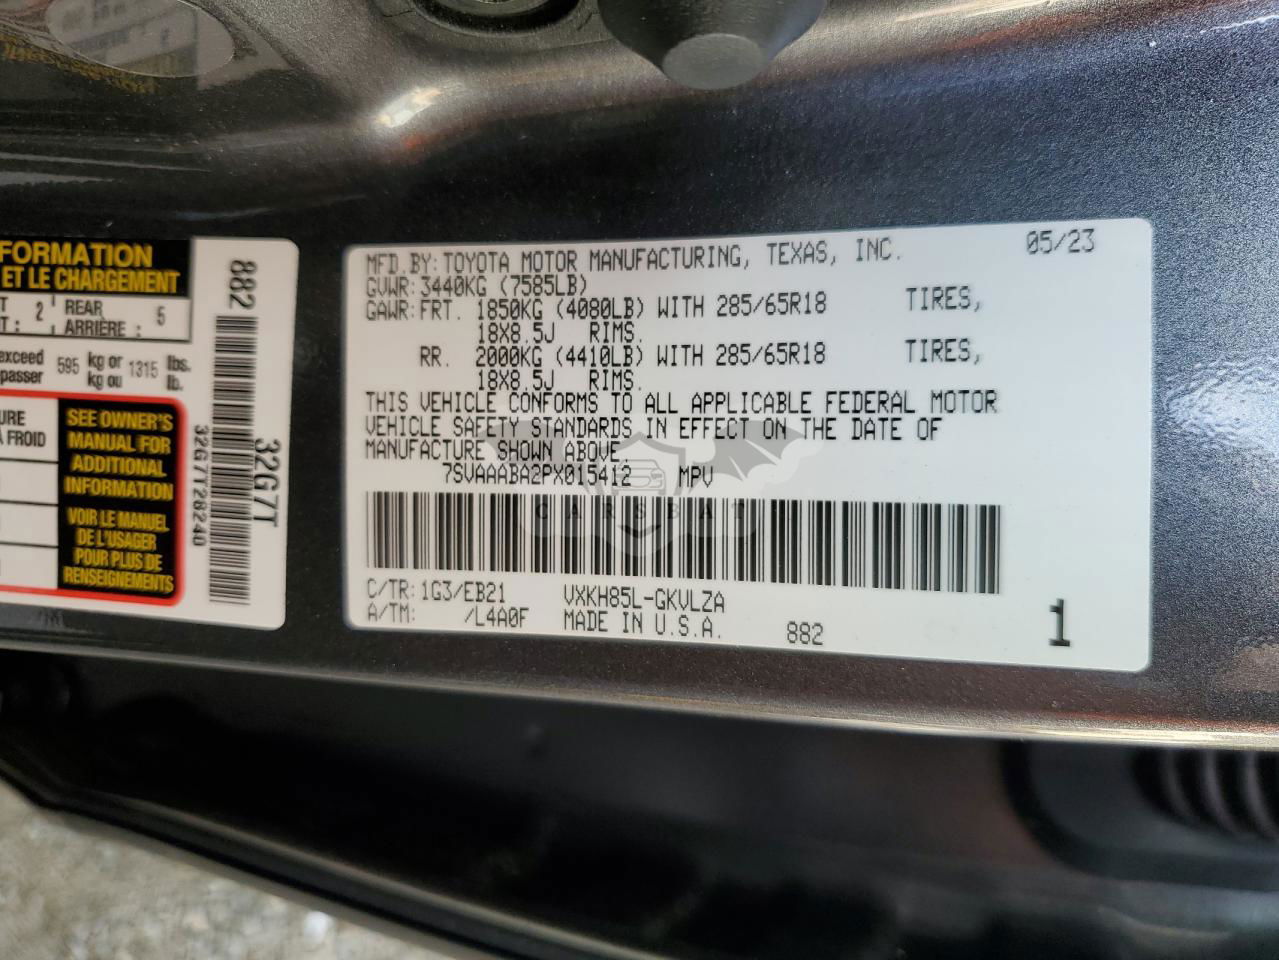 FORMATION
ET LE CHARGEMENT
2 REAR 5
ARRIÈRE :
exceed 595 kg or 1315 lbs.
passer kg ou lb.
SEE OWNER'S
MANUAL FOR
ADDITIONAL
INFORMATION
VOIR LE MANUEL
DE L'USAGER
POUR PLUS DE
RENSEIGNEMENTS
À FROID
882
32G7T
32G7T28240
MFD.BY: TOYOTA MOTOR MANUFACTURING, TEXAS, INC. 05/23
GVWR: 3440KG (7585LB)
GAWR: FRT. 1850KG (4080LB) WITH 285/65R18 TIRES,
18X8.5J RIMS.
RR. 2000KG (4410LB) WITH 285/65R18 TIRES,
18X8.5J RIMS.
THIS VEHICLE CONFORMS TO ALL APPLICABLE FEDERAL MOTOR
VEHICLE SAFETY STANDARDS IN EFFECT ON THE DATE OF
MANUFACTURE SHOWN ABOVE.
7SVAAABA2PX015412 MPV
CARSBAT
C/TR: 1G3/EB21 VXKH85L-GKVLZA
A/TM: /L4A0F MADE IN U.S.A. 882
1